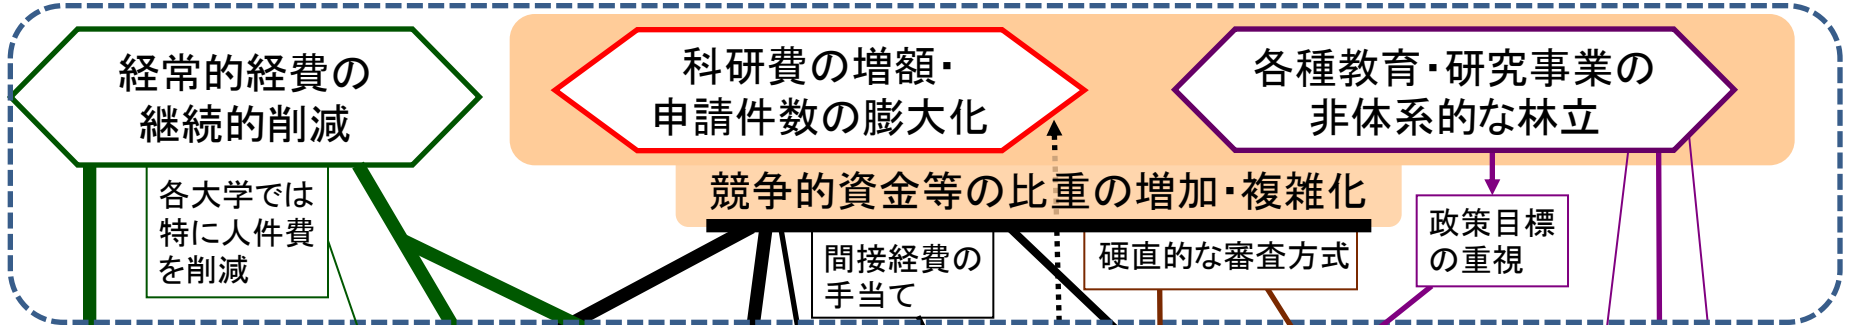 経常的経費の
継続的削減
科研費の増額・
申請件数の膨大化
各種教育・研究事業の
非体系的な林立
競争的資金等の比重の増加・複雑化
各大学では
特に人件費
を削減
間接経費の
手当て
硬直的な審査方式
政策目標
の重視